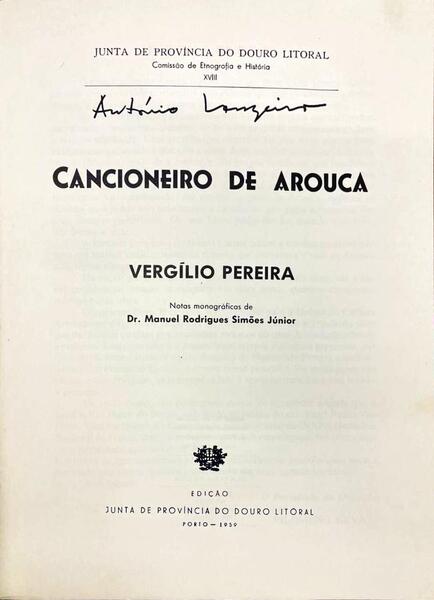 JUNTA DE PROVÍNCIA DO DOURO LITORAL
Comissão de Etnografia e História
XVIII
António
CANCIONEIRO DE AROUCA
VERGÍLIO PEREIRA
Notas monográficas de
Dr. Manuel Rodrigues Simões Júnior
EDIÇÃO
JUNTA DE PROVÍNCIA DO DOURO LITORAL
PORTO — 1959